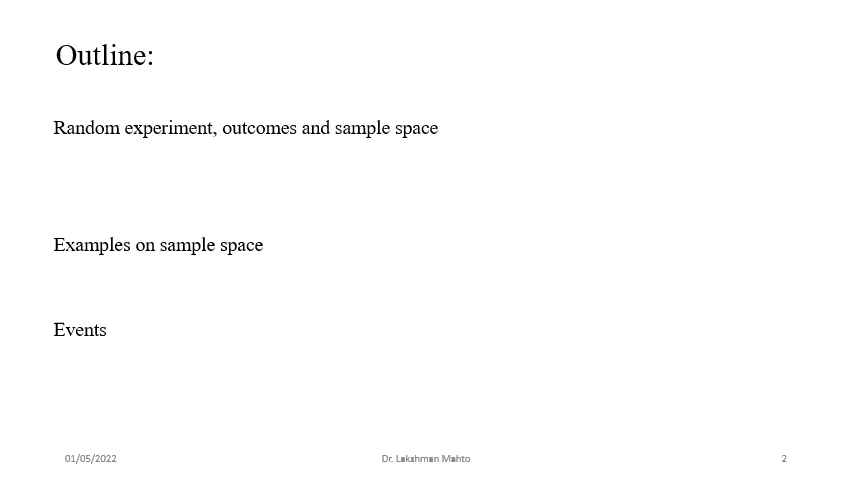 Outline:
Random experiment, outcomes and sample space
Examples on sample space
Events
01/05/2022
Dr. Lakshman Mahto
2